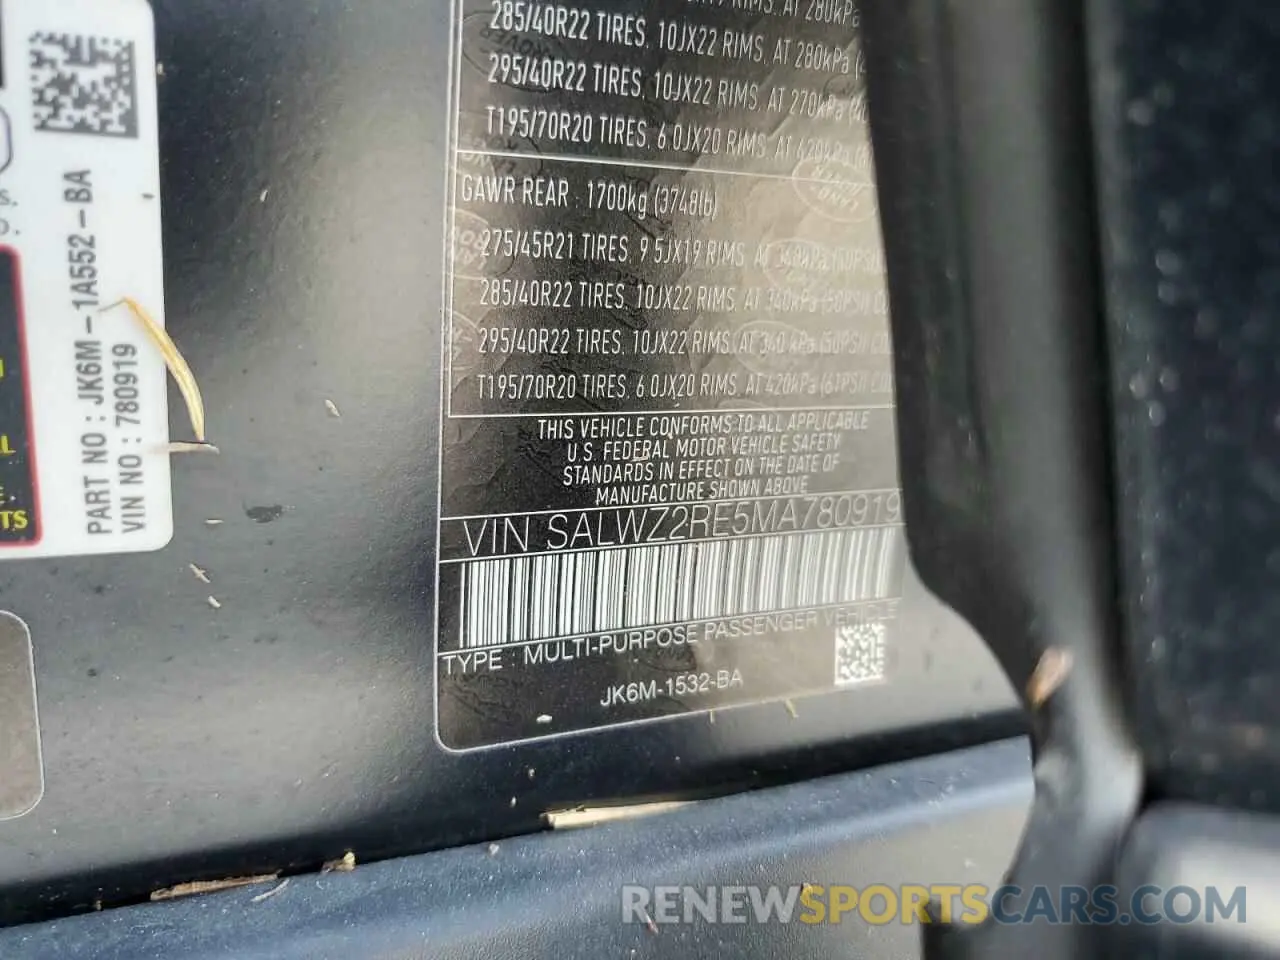 285/40R22 TIRES, 10JX22 RIMS, AT 280kPa
295/40R22 TIRES, 10JX22 RIMS, AT 270kPa
T195/70R20 TIRES, 6.0JX20 RIMS, AT 420kPa
GAWR REAR : 1700kg (3748lb)
275/45R21 TIRES, 9.5JX19 RIMS, AT 340kPa (50PSI)
285/40R22 TIRES, 10JX22 RIMS, AT 340kPa (50PSI)
295/40R22 TIRES, 10JX22 RIMS, AT 340 kPa (50PSI)
T195/70R20 TIRES, 6.0JX20 RIMS, AT 420kPa (61PSI)
THIS VEHICLE CONFORMS TO ALL APPLICABLE
U.S. FEDERAL MOTOR VEHICLE SAFETY
STANDARDS IN EFFECT ON THE DATE OF
MANUFACTURE SHOWN ABOVE
VIN SALWZ2RE5MA780919
TYPE : MULTI-PURPOSE PASSENGER VEHICLE
JK6M-1532-BA
PART NO : JK6M-1A552-BA
VIN NO : 780919
RENEWSPORTSCARS.COM